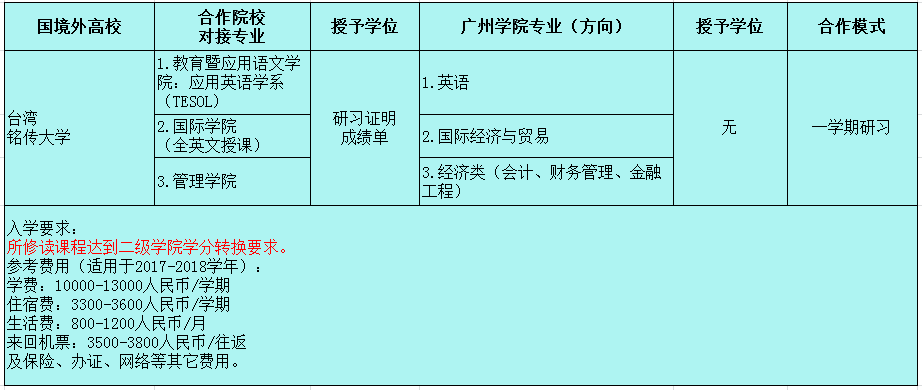 国境外高校
合作院校
对接专业
授予学位
广州学院专业（方向）
授予学位
合作模式
台湾
铭传大学
1.教育暨应用语文学
院：应用英语学系
（TESOL）
2.国际学院
（全英文授课）
3.管理学院
研习证明
成绩单
1.英语
2.国际经济与贸易
3.经济类（会计、财务管理、金融
工程）
无
一学期研习
入学要求：
所修读课程达到二级学院学分转换要求。
参考费用（适用于2017-2018学年）：
学费：10000-13000人民币/学期
住宿费：3300-3600人民币/学期
生活费：800-1200人民币/月
来回机票：3500-3800人民币/往返
及保险、办证、网络等其它费用。